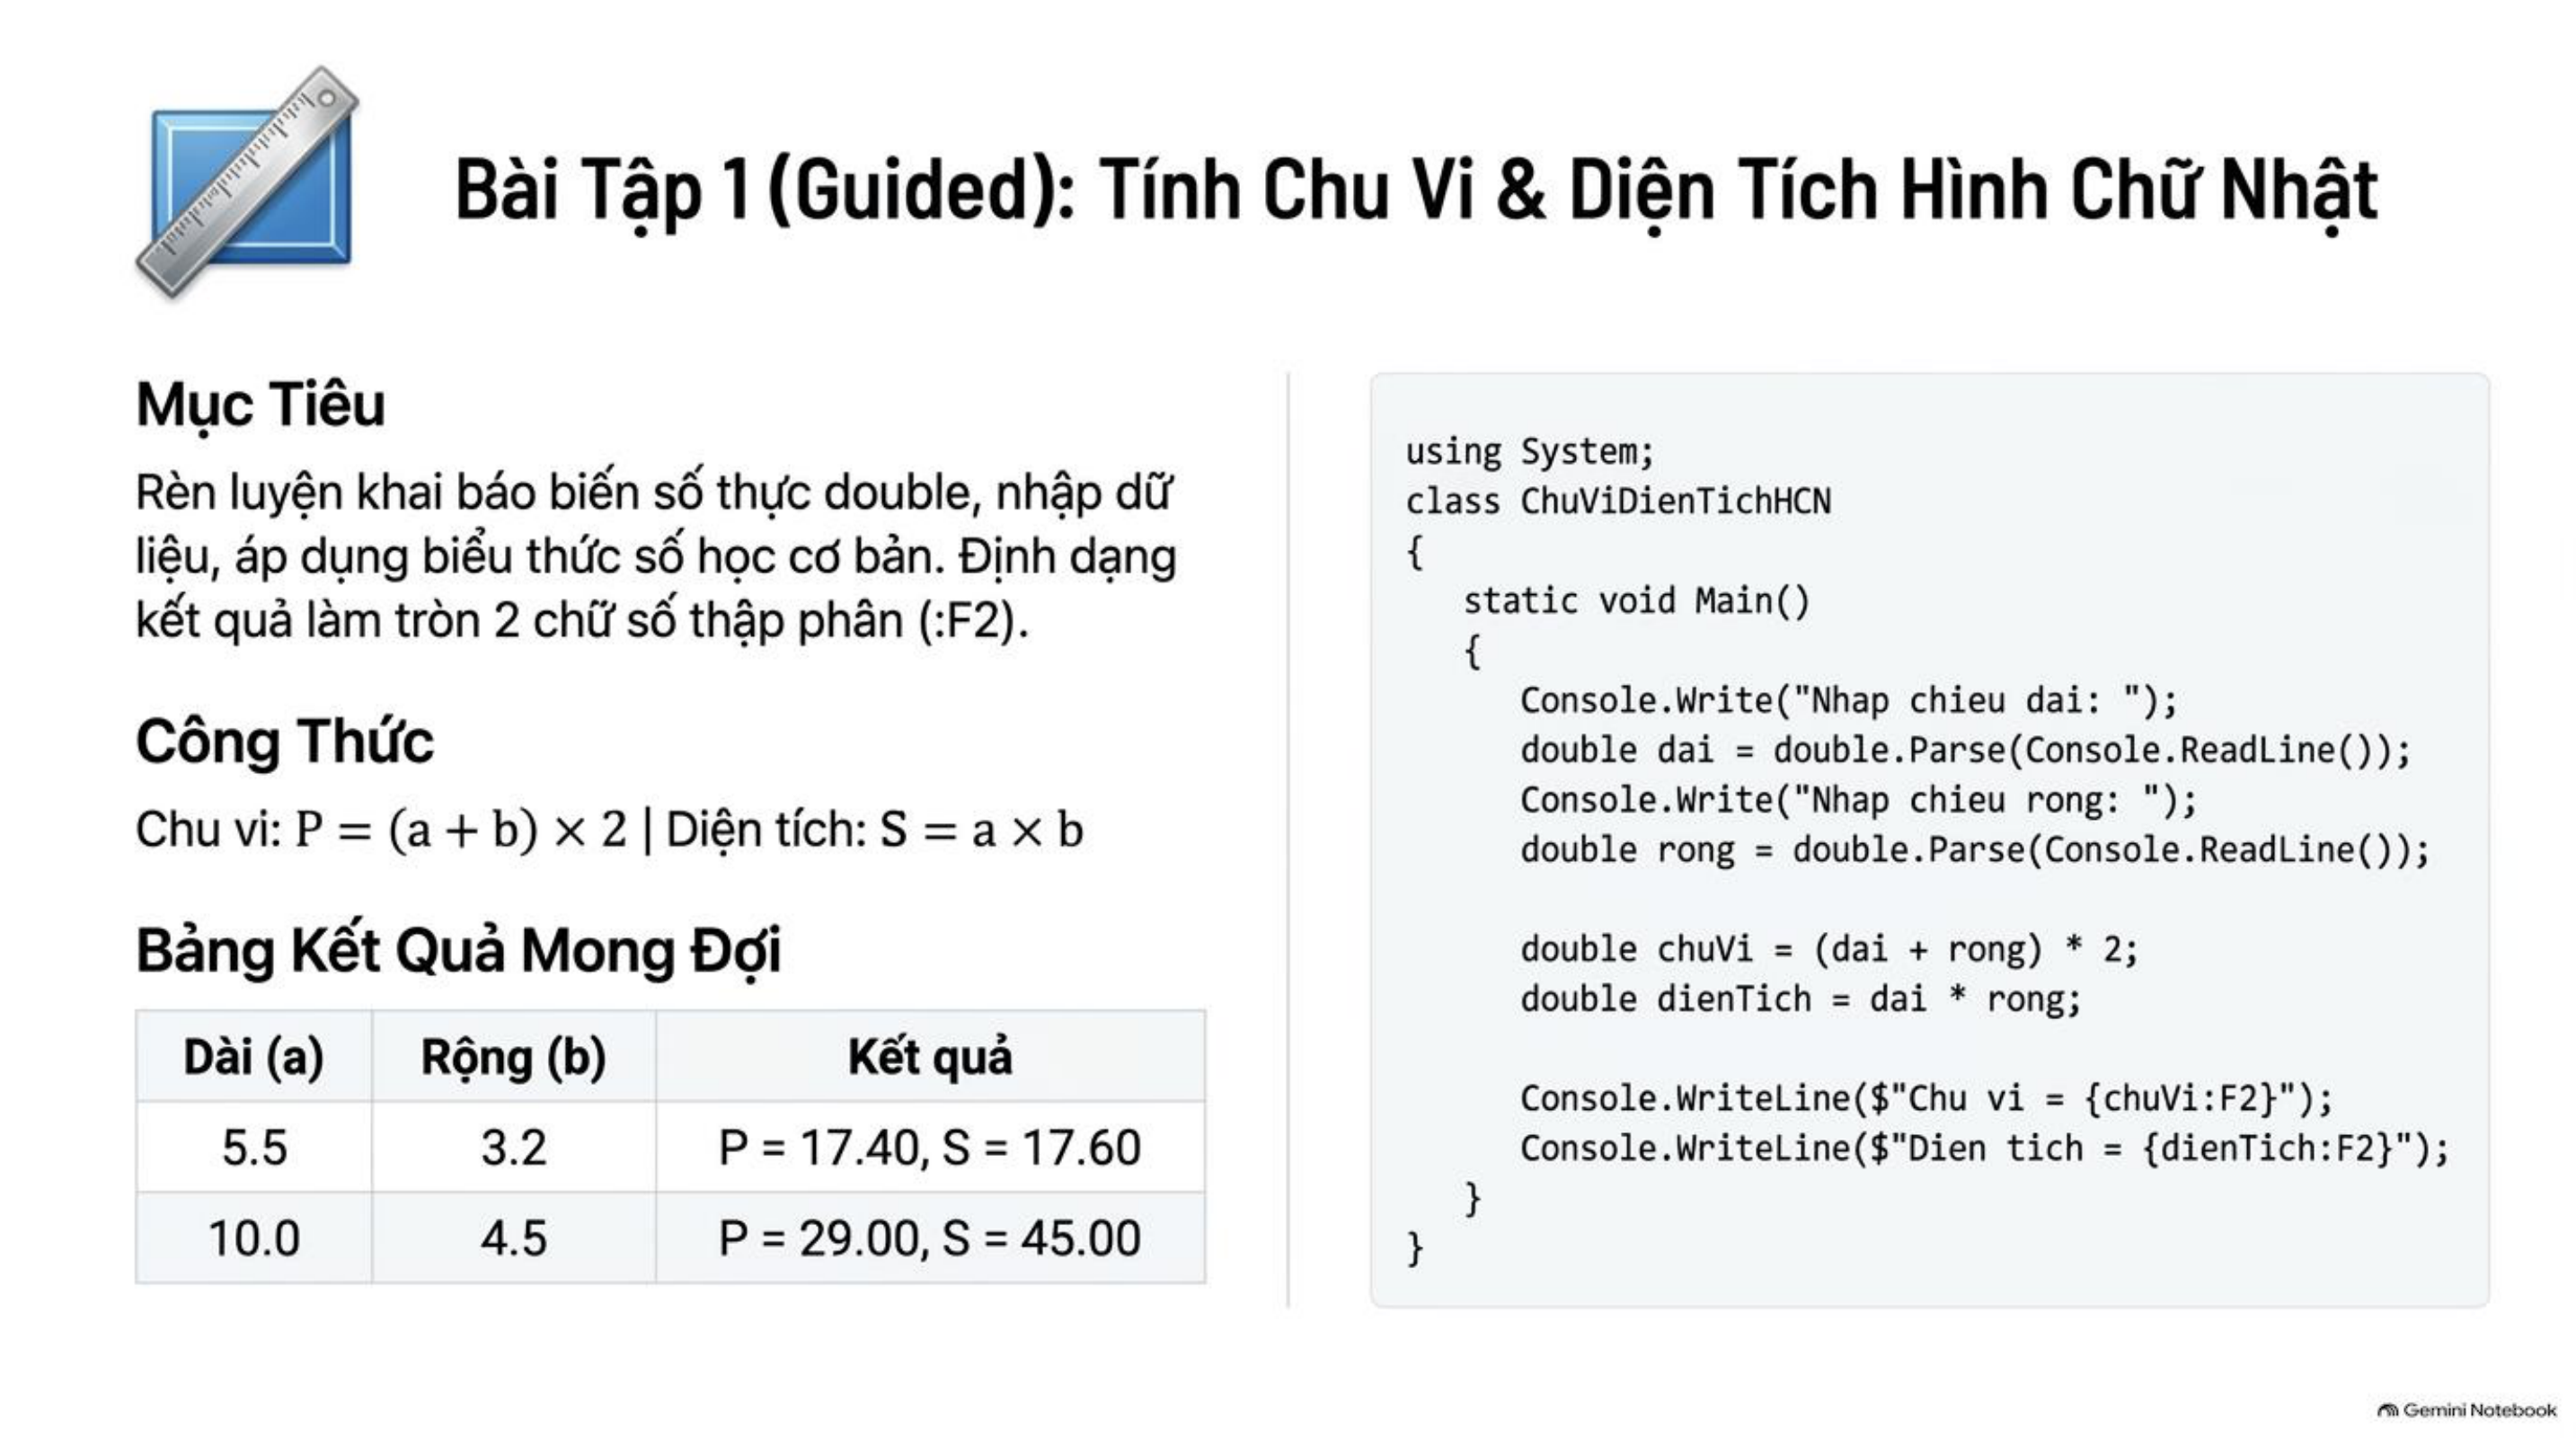 Bài Tập 1 (Guided): Tính Chu Vi & Diện Tích Hình Chữ Nhật
Mục Tiêu
Rèn luyện khai báo biến số thực double, nhập dữ
liệu, áp dụng biểu thức số học cơ bản. Định dạng
kết quả làm tròn 2 chữ số thập phân (:F2).
Công Thức
Chu vi: P = (a + b) × 2 | Diện tích: S = a × b
Bảng Kết Quả Mong Đợi
Dài (a) Rộng (b) Kết quả
5.5 3.2 P = 17.40, S = 17.60
10.0 4.5 P = 29.00, S = 45.00
using System;
class ChuViDienTichHCN
{
   static void Main()
   {
      Console.Write("Nhap chieu dai: ");
      double dai = double.Parse(Console.ReadLine());
      Console.Write("Nhap chieu rong: ");
      double rong = double.Parse(Console.ReadLine());

      double chuVi = (dai + rong) * 2;
      double dienTich = dai * rong;

      Console.WriteLine($"Chu vi = {chuVi:F2}");
      Console.WriteLine($"Dien tich = {dienTich:F2}");
   }
}
Gemini Notebook